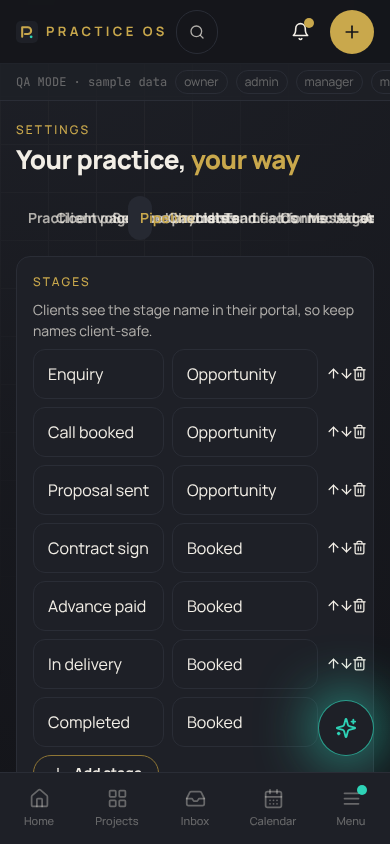 PRACTICE OS
QA MODE · sample data owner admin manager
SETTINGS
Your practice, your way
STAGES
Clients see the stage name in their portal, so keep
names client-safe.
Enquiry Opportunity
Call booked Opportunity
Proposal sent Opportunity
Contract sign Booked
Advance paid Booked
In delivery Booked
Completed Booked
Add stage
Home Projects Inbox Calendar Menu